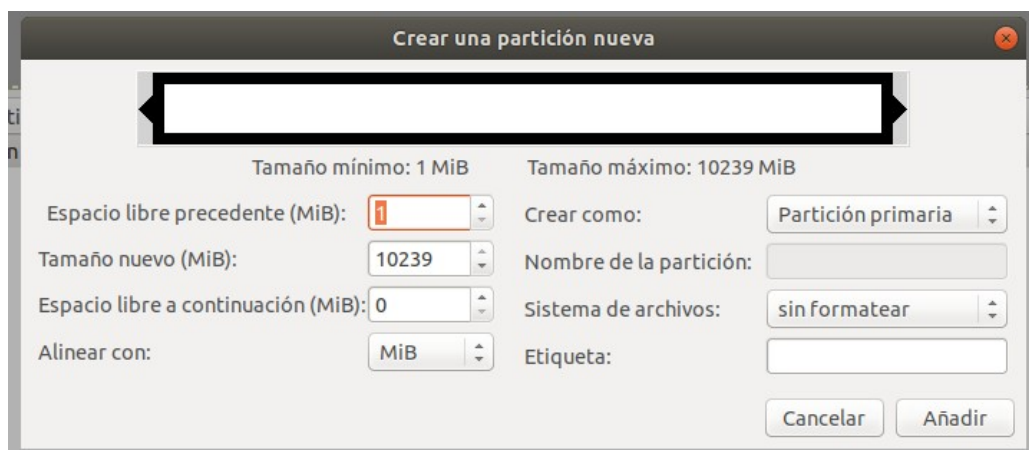 Crear una partición nueva
Tamaño mínimo: 1 MiB Tamaño máximo: 10239 MiB
Espacio libre precedente (MiB): 1 Crear como: Partición primaria
Tamaño nuevo (MiB): 10239 Nombre de la partición:
Espacio libre a continuación (MiB): 0 Sistema de archivos: sin formatear
Alinear con: MiB Etiqueta:
Cancelar Añadir